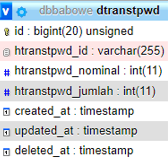 dbbabowe dtranstpwd
id : bigint(20) unsigned
htranstpwd_id : varchar(255)
htranstpwd_nominal : int(11)
htranstpwd_jumlah : int(11)
created_at : timestamp
updated_at : timestamp
deleted_at : timestamp